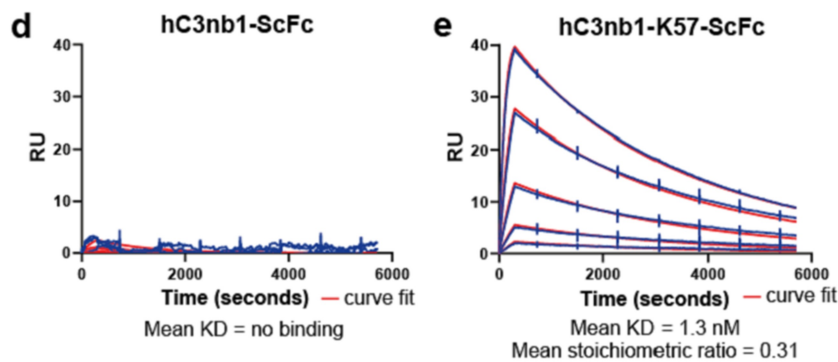 d
hC3nb1-ScFc
40
30
20
10
0
RU
0 2000 4000 6000
Time (seconds)
curve fit
Mean KD = no binding
e
hC3nb1-K57-ScFc
40
30
20
10
0
RU
0 2000 4000 6000
Time (seconds)
curve fit
Mean KD = 1.3 nM
Mean stoichiometric ratio = 0.31